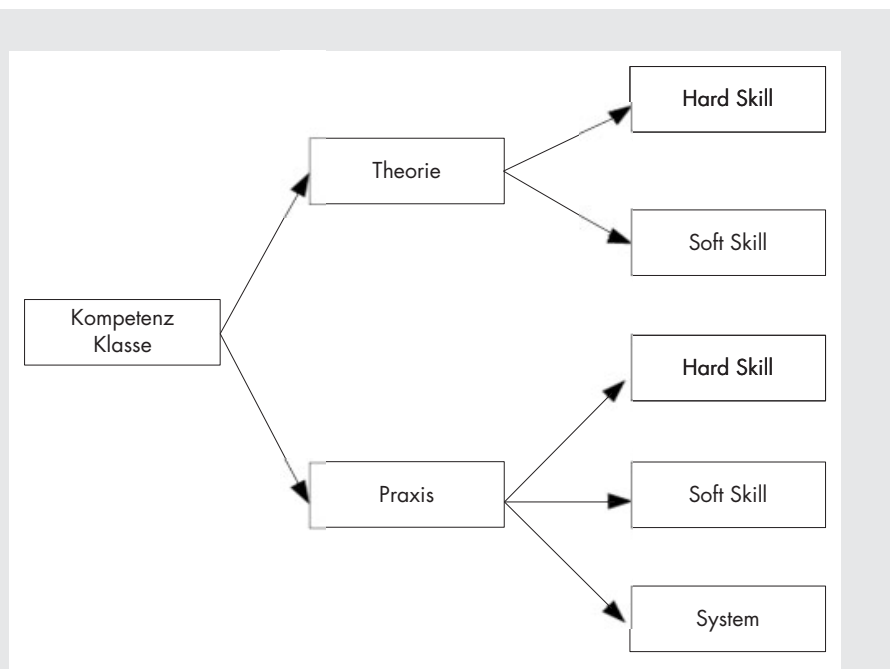 Hard Skill
Theorie
Soft Skill
Kompetenz
Klasse
Hard Skill
Praxis
Soft Skill
System